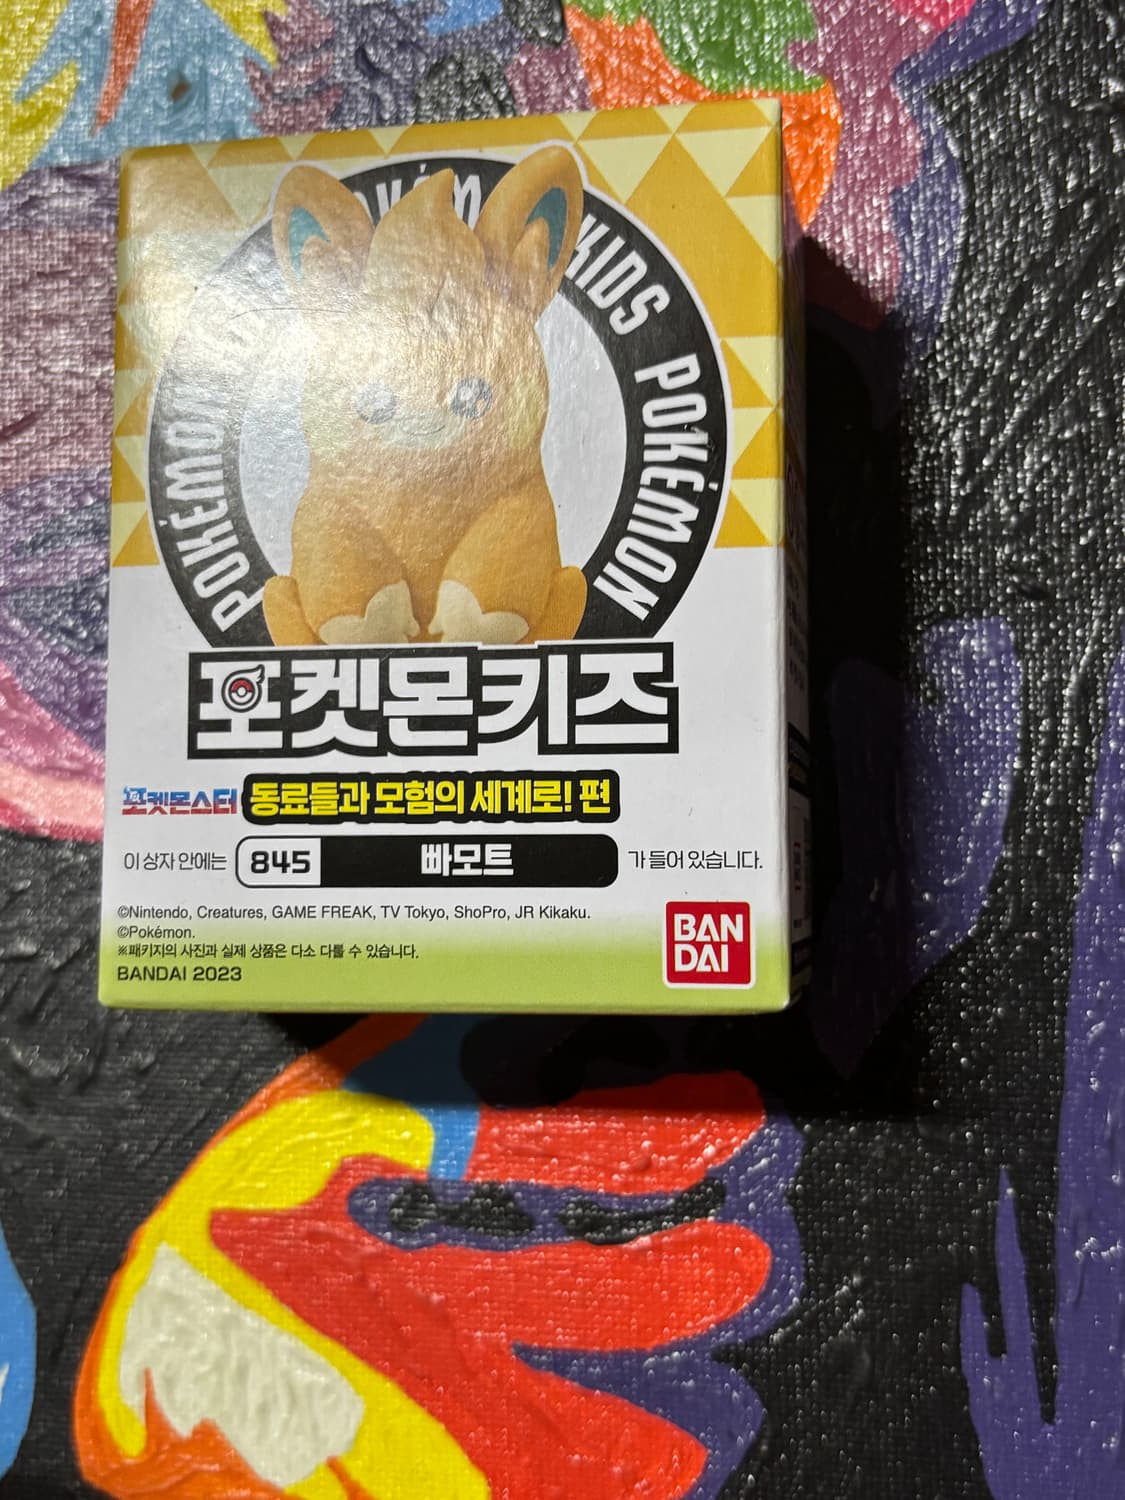 POKÉMON KIDS POKÉMON
포켓몬키즈
포켓몬스터 동료들과 모험의 세계로! 편
이 상자 안에는 845 빠모트 가 들어 있습니다.
©Nintendo, Creatures, GAME FREAK, TV Tokyo, ShoPro, JR Kikaku.
©Pokémon.
※패키지의 사진과 실제 상품은 다소 다룰 수 있습니다.
BANDAI 2023
BAN
DAI